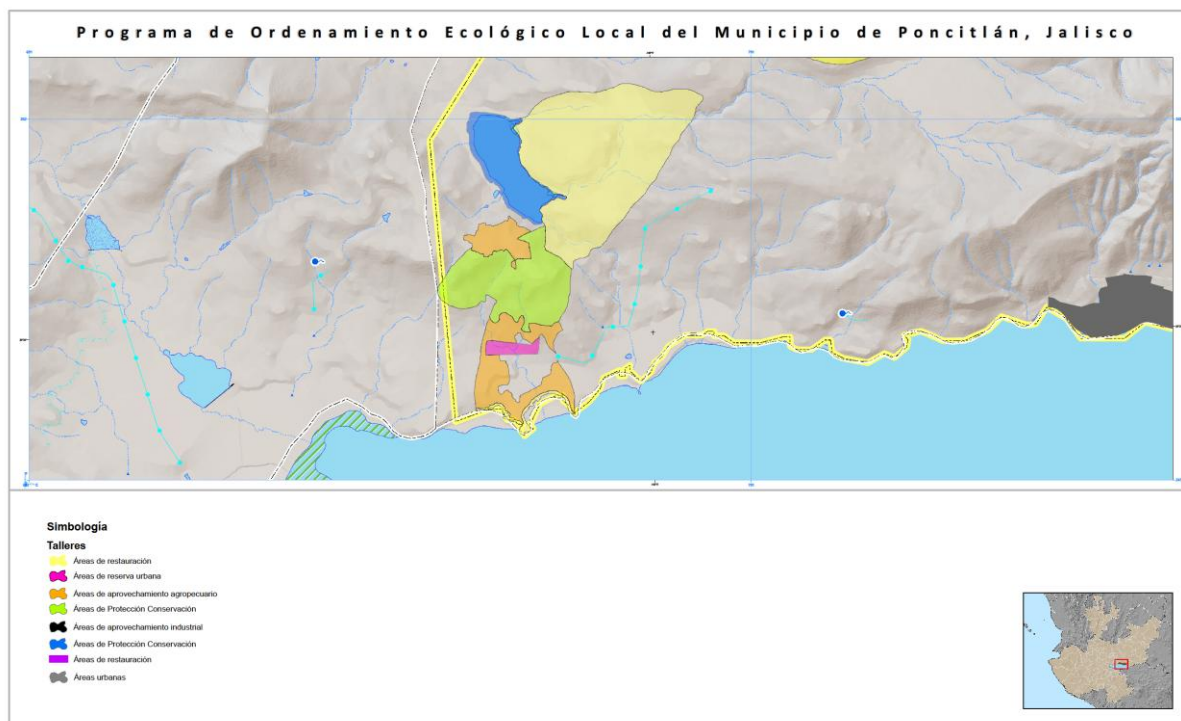 Programa de Ordenamiento Ecológico Local del Municipio de Poncitlán, Jalisco
Simbología
Talleres
Áreas de restauración
Áreas de reserva urbana
Áreas de aprovechamiento agropecuario
Áreas de Protección Conservación
Áreas de aprovechamiento industrial
Áreas de Protección Conservación
Áreas de restauración
Áreas urbanas